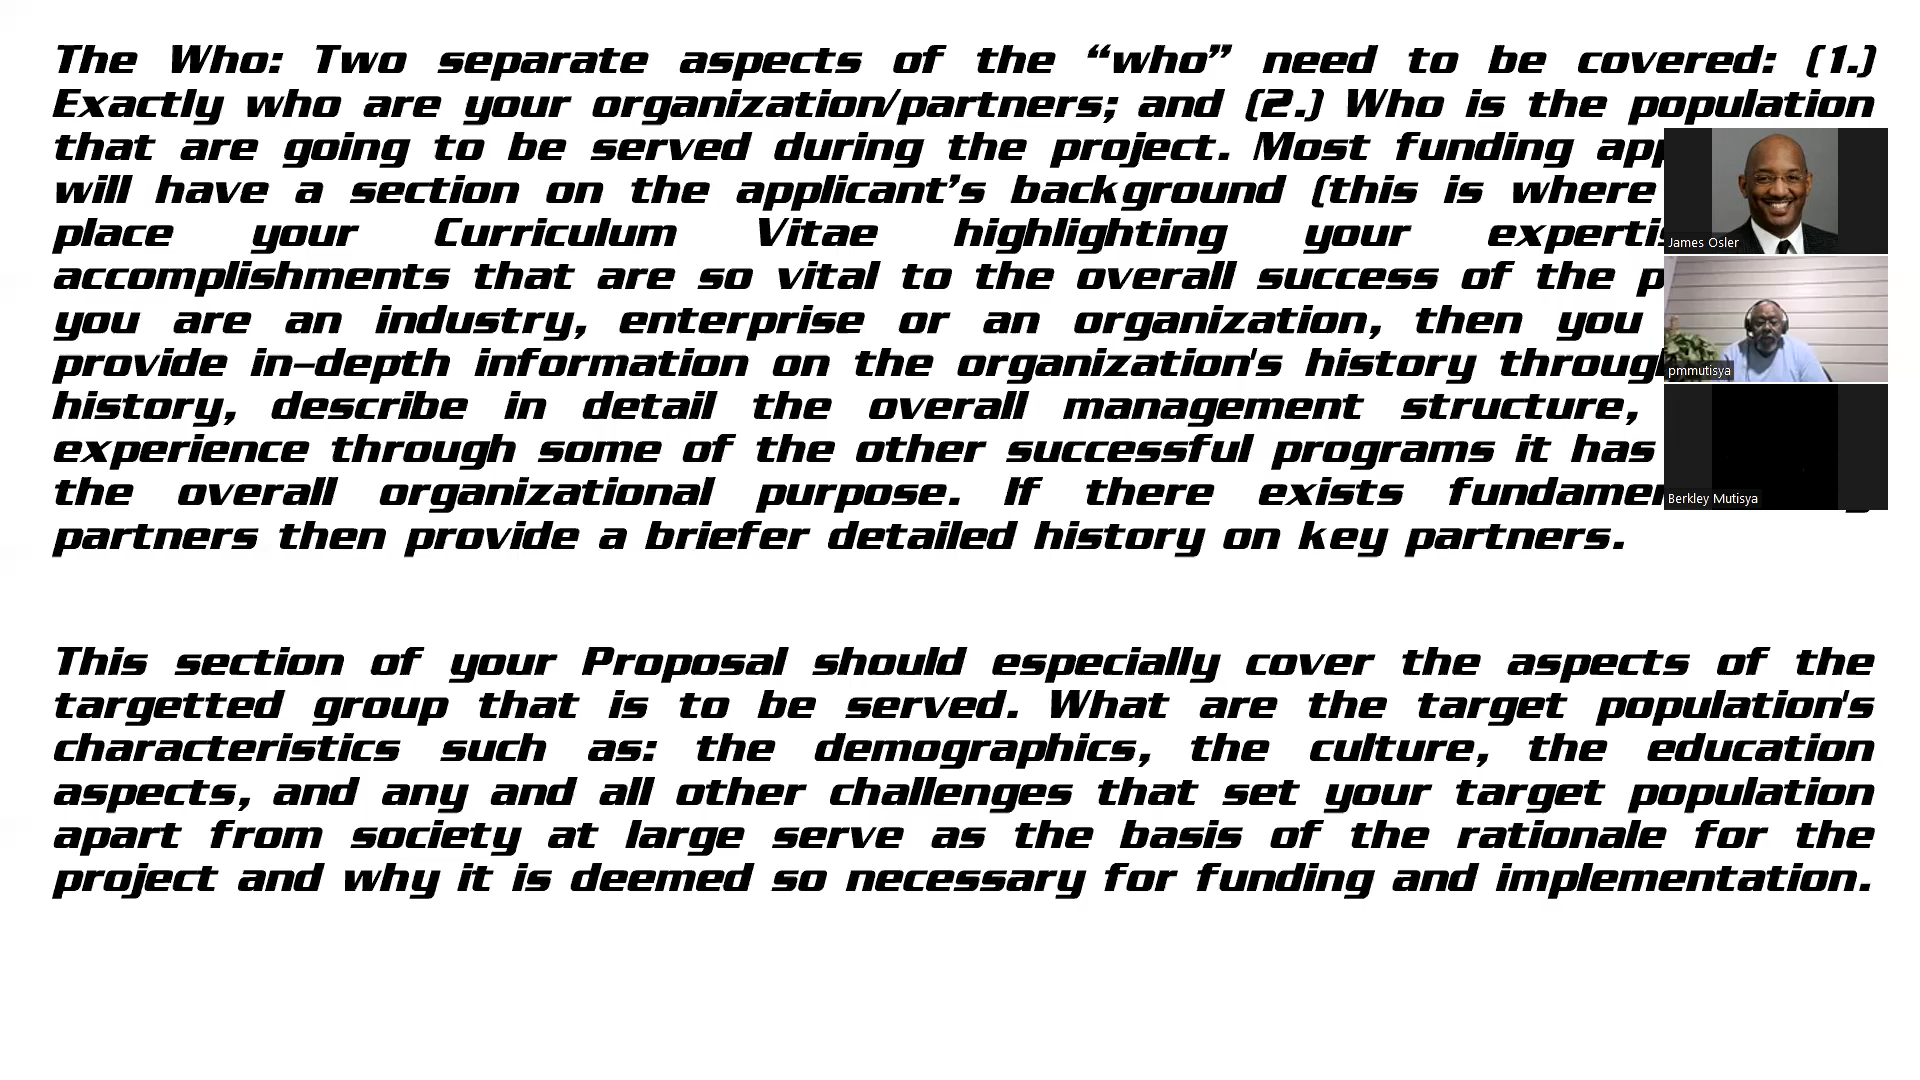 The Who: Two separate aspects of the “who” need to be covered: (1.)
Exactly who are your organization/partners; and (2.) Who is the population
that are going to be served during the project. Most funding
will have a section on the applicant’s background (this is where
place your Curriculum Vitae highlighting your
accomplishments that are so vital to the overall success of the
you are an industry, enterprise or an organization, then you
provide in-depth information on the organization's history through
history, describe in detail the overall management structure,
experience through some of the other successful programs it has
the overall organizational purpose. If there exists
partners then provide a briefer detailed history on key partners.
This section of your Proposal should especially cover the aspects of the
targetted group that is to be served. What are the target population's
characteristics such as: the demographics, the culture, the education
aspects, and any and all other challenges that set your target population
apart from society at large serve as the basis of the rationale for the
project and why it is deemed so necessary for funding and implementation.
James Osler
pmmutisya
Berkley Mutisya